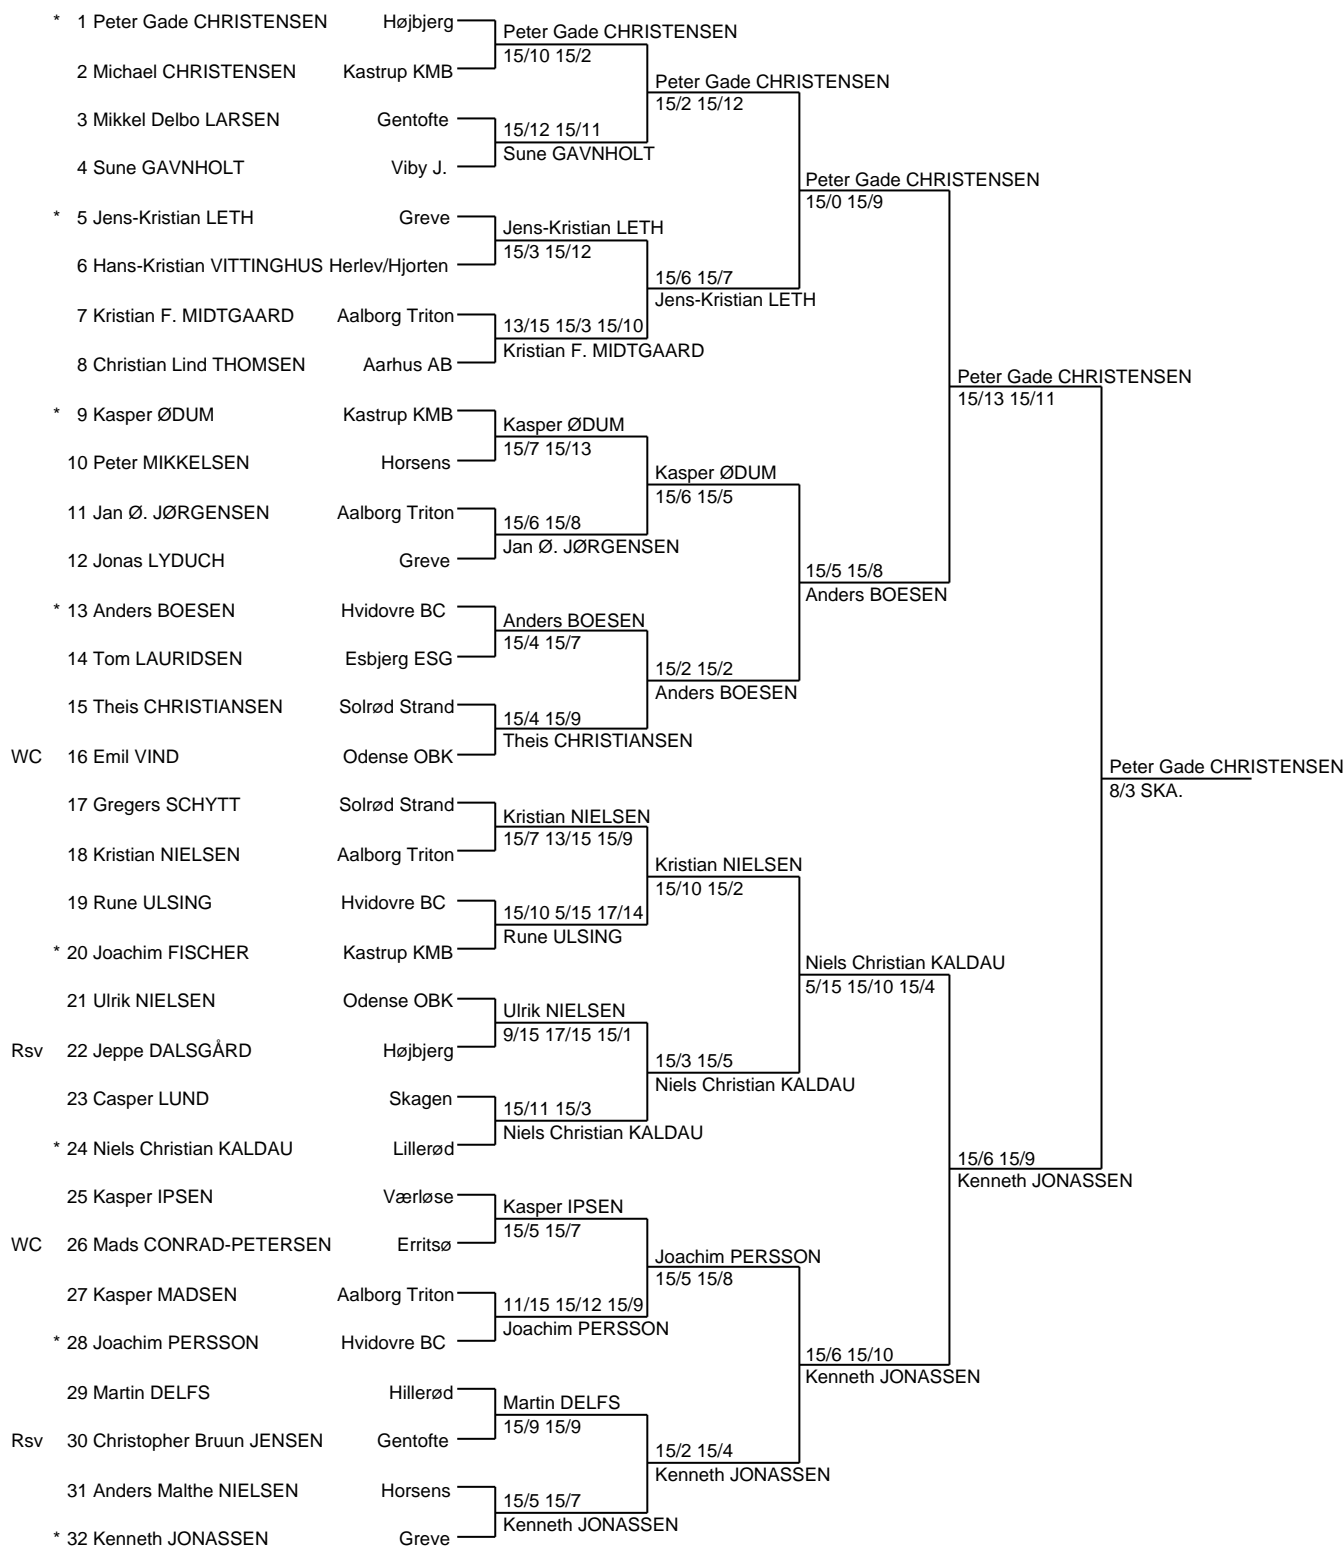 * 1 Peter Gade CHRISTENSEN Højbjerg
Peter Gade CHRISTENSEN
15/10 15/2
2 Michael CHRISTENSEN Kastrup KMB
Peter Gade CHRISTENSEN
15/2 15/12
3 Mikkel Delbo LARSEN Gentofte
15/12 15/11
Sune GAVNHOLT
4 Sune GAVNHOLT Viby J.
Peter Gade CHRISTENSEN
15/0 15/9
* 5 Jens-Kristian LETH Greve
Jens-Kristian LETH
15/3 15/12
6 Hans-Kristian VITTINGHUS Herlev/Hjorten
15/6 15/7
Jens-Kristian LETH
7 Kristian F. MIDTGAARD Aalborg Triton
13/15 15/3 15/10
Kristian F. MIDTGAARD
8 Christian Lind THOMSEN Aarhus AB
Peter Gade CHRISTENSEN
15/13 15/11
* 9 Kasper ØDUM Kastrup KMB
Kasper ØDUM
15/7 15/13
10 Peter MIKKELSEN Horsens
Kasper ØDUM
15/6 15/5
11 Jan Ø. JØRGENSEN Aalborg Triton
15/6 15/8
Jan Ø. JØRGENSEN
12 Jonas LYDUCH Greve
15/5 15/8
Anders BOESEN
* 13 Anders BOESEN Hvidovre BC
Anders BOESEN
15/4 15/7
14 Tom LAURIDSEN Esbjerg ESG
15/2 15/2
Anders BOESEN
15 Theis CHRISTIANSEN Solrød Strand
15/4 15/9
Theis CHRISTIANSEN
WC 16 Emil VIND Odense OBK
Peter Gade CHRISTENSEN
8/3 SKA.
17 Gregers SCHYTT Solrød Strand
Kristian NIELSEN
15/7 13/15 15/9
18 Kristian NIELSEN Aalborg Triton
Kristian NIELSEN
15/10 15/2
19 Rune ULSING Hvidovre BC
15/10 5/15 17/14
Rune ULSING
* 20 Joachim FISCHER Kastrup KMB
Niels Christian KALDAU
5/15 15/10 15/4
21 Ulrik NIELSEN Odense OBK
Ulrik NIELSEN
9/15 17/15 15/1
Rsv 22 Jeppe DALSGÅRD Højbjerg
15/3 15/5
Niels Christian KALDAU
23 Casper LUND Skagen
15/11 15/3
Niels Christian KALDAU
* 24 Niels Christian KALDAU Lillerød
15/6 15/9
Kenneth JONASSEN
25 Kasper IPSEN Værløse
Kasper IPSEN
15/5 15/7
WC 26 Mads CONRAD-PETERSEN Erritsø
Joachim PERSSON
15/5 15/8
27 Kasper MADSEN Aalborg Triton
11/15 15/12 15/9
Joachim PERSSON
* 28 Joachim PERSSON Hvidovre BC
15/6 15/10
Kenneth JONASSEN
29 Martin DELFS Hillerød
Martin DELFS
15/9 15/9
Rsv 30 Christopher Bruun JENSEN Gentofte
15/2 15/4
Kenneth JONASSEN
31 Anders Malthe NIELSEN Horsens
15/5 15/7
Kenneth JONASSEN
* 32 Kenneth JONASSEN Greve